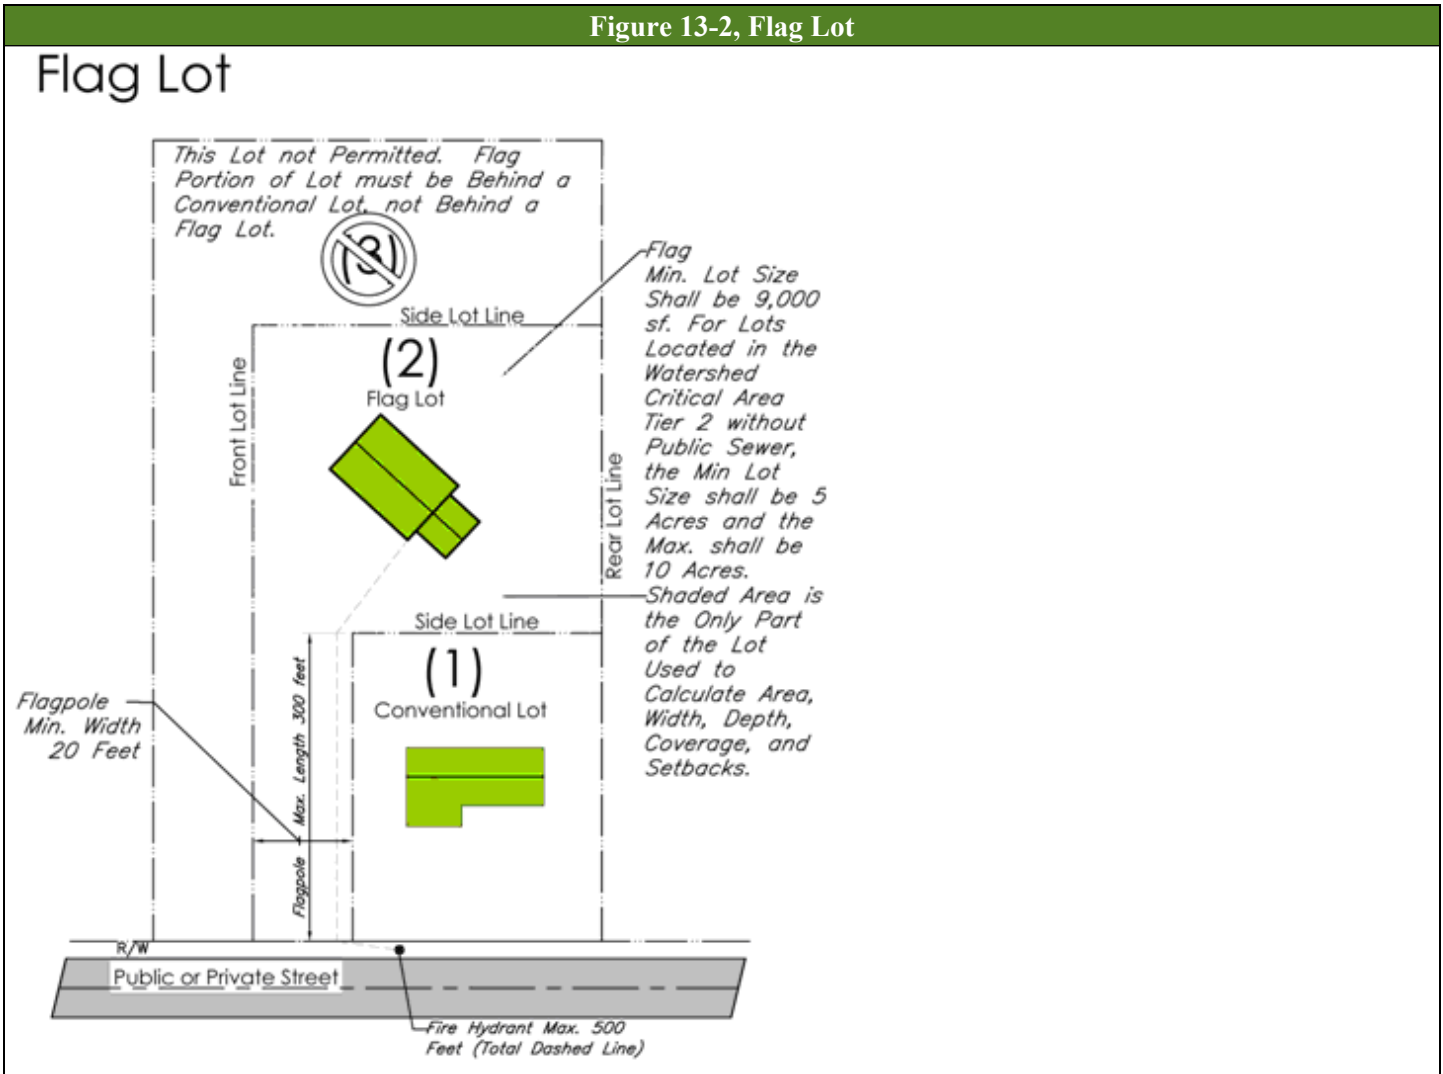 Figure 13-2, Flag Lot
Flag Lot
This Lot not Permitted. Flag
Portion of Lot must be Behind a
Conventional Lot, not Behind a
Flag Lot.
(3)
Side Lot Line
(2)
Flag Lot
Front Lot Line
Rear Lot Line
Flag
Min. Lot Size
Shall be 9,000
sf. For Lots
Located in the
Watershed
Critical Area
Tier 2 without
Public Sewer,
the Min Lot
Size shall be 5
Acres and the
Max. shall be
10 Acres.
Shaded Area is
the Only Part
of the Lot
Used to
Calculate Area,
Width, Depth,
Coverage, and
Setbacks.
Side Lot Line
(1)
Conventional Lot
Flagpole
Min. Width
20 Feet
Flagpole - Max. Length 300 feet
R/W
Public or Private Street
Fire Hydrant Max. 500
Feet (Total Dashed Line)